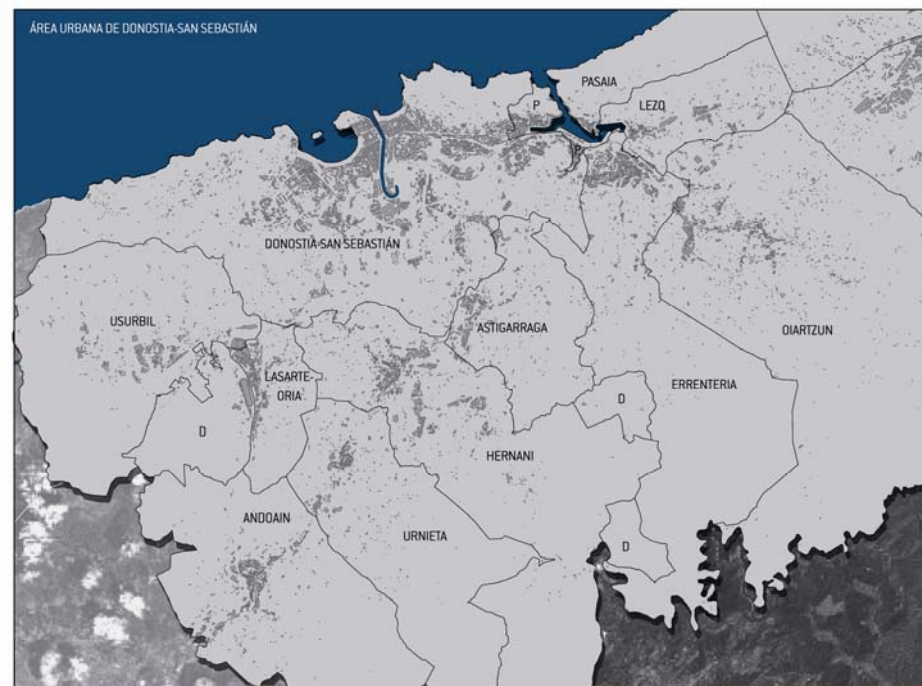 ÁREA URBANA DE DONOSTIA-SAN SEBASTIÁN
PASAIA
P
LEZO
DONOSTIA-SAN SEBASTIÁN
USURBIL
ASTIGARRAGA
OIARTZUN
LASARTE-
ORIA
ERRENTERIA
D
D
HERNANI
ANDOAIN
URNIETA
D